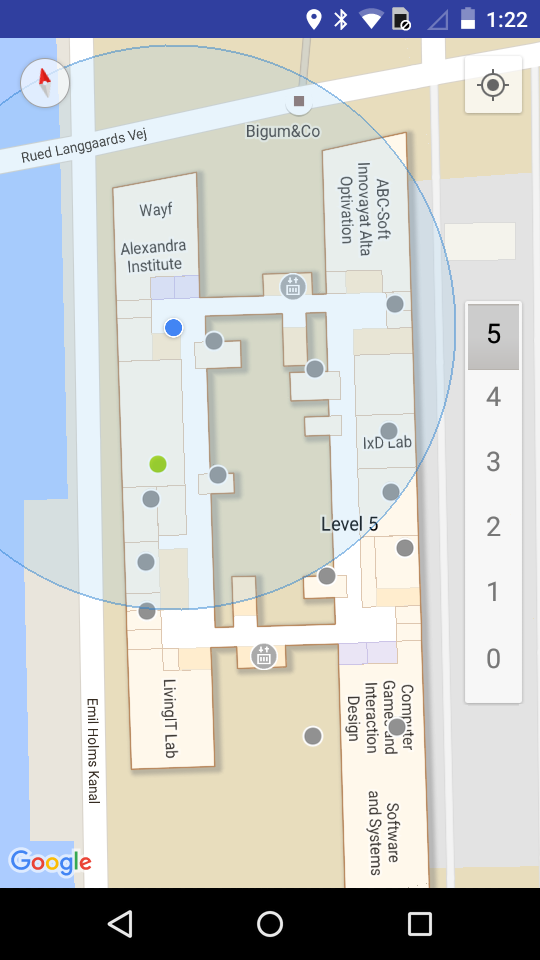 1:22
Rued Langgaards Vej
Bigum&Co
Wayf
Alexandra
Institute
ABC-Soft
Innovayat Alta
Optivation
5
4
3
2
1
0
IxD Lab
Level 5
LivingIT Lab
Emil Holms Kanal
Computer
Games and
Interaction
Design
Software
and Systems
Google